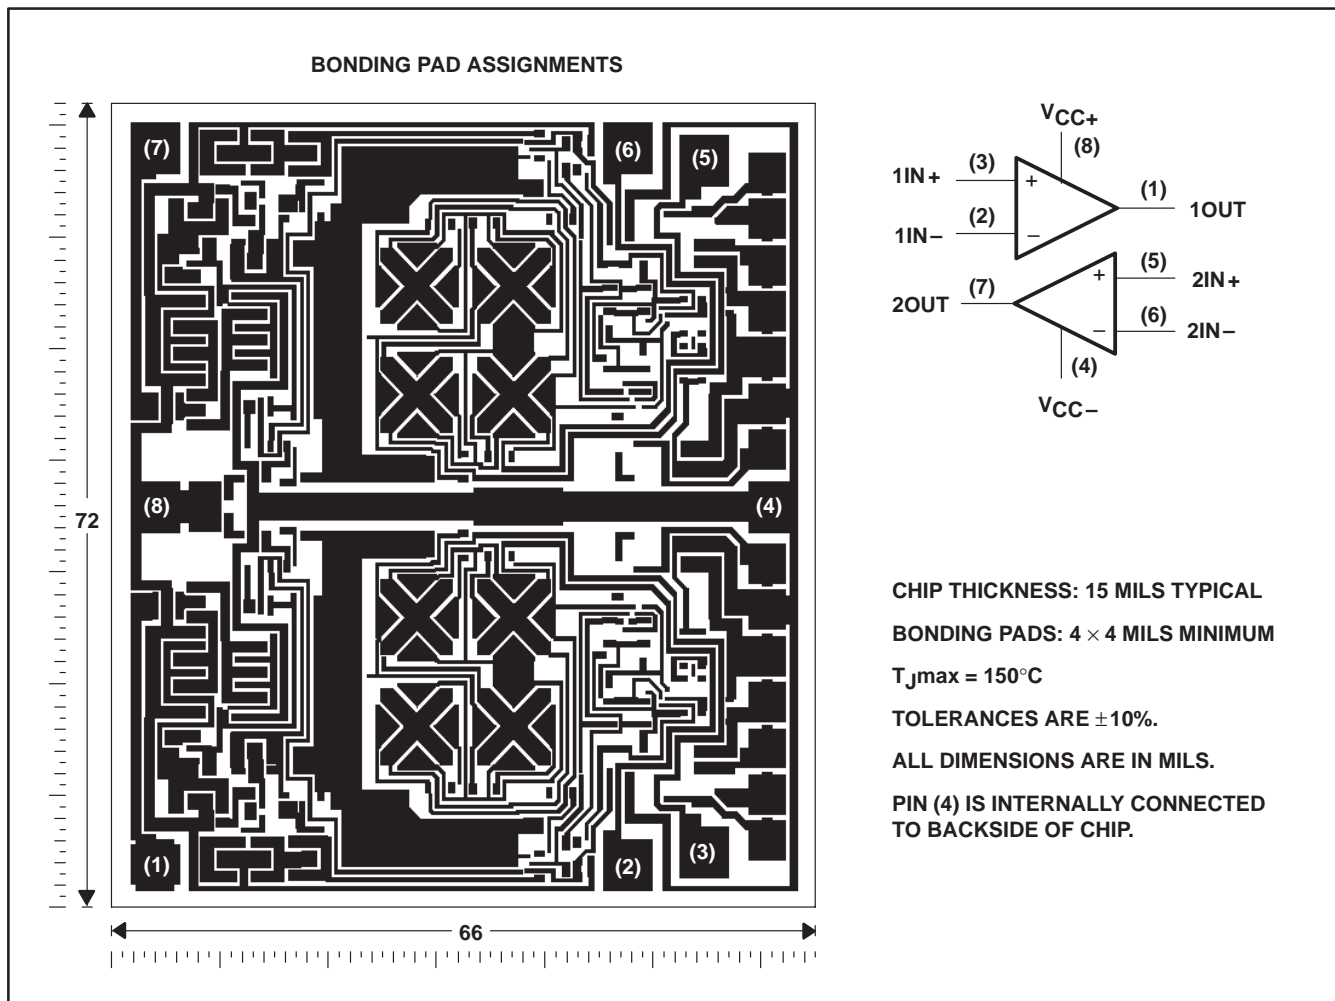 BONDING PAD ASSIGNMENTS
(7)
(6)
(5)
(8)
(4)
(1)
(2)
(3)
72
66
VCC+
(8)
1IN+
(3)
+
(1)
1OUT
1IN−
(2)
−
+
(5)
2IN+
2OUT
(7)
−
(6)
2IN−
(4)
VCC−
CHIP THICKNESS: 15 MILS TYPICAL
BONDING PADS: 4 × 4 MILS MINIMUM
TJmax = 150°C
TOLERANCES ARE ±10%.
ALL DIMENSIONS ARE IN MILS.
PIN (4) IS INTERNALLY CONNECTED
TO BACKSIDE OF CHIP.